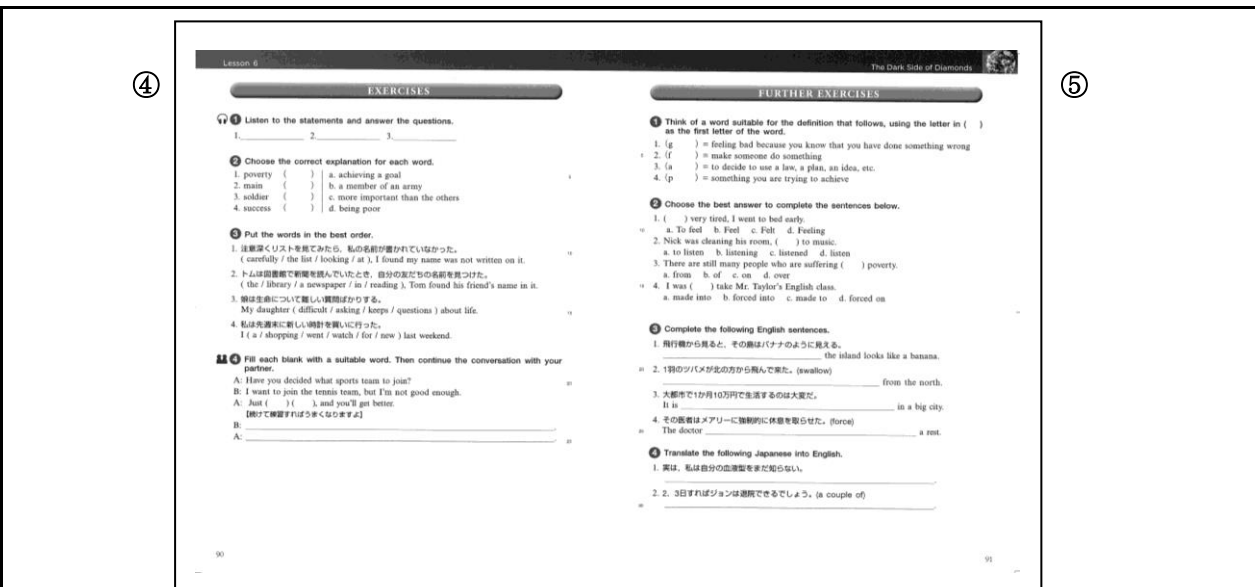 ④
Lesson 6
EXERCISES
1 Listen to the statements and answer the questions.
1. 2. 3.
2 Choose the correct explanation for each word.
1. poverty ( ) a. achieving a goal
2. main ( ) b. a member of an army
3. soldier ( ) c. more important than the others
4. success ( ) d. being poor
3 Put the words in the best order.
1. 注意深くリストを見てみたら，私の名前が書かれていなかった。
( carefully / the list / looking / at ), I found my name was not written on it.
2. トムは図書館で新聞を読んでいたとき，自分の友だちの名前を見つけた。
( the / library / a newspaper / in / reading ), Tom found his friend's name in it.
3. 娘は生命について難しい質問ばかりする。
My daughter ( difficult / asking / keeps / questions ) about life.
4. 私は先週末に新しい時計を買いに行った。
I ( a / shopping / went / watch / for / new ) last weekend.
4 Fill each blank with a suitable word. Then continue the conversation with your
partner.
A: Have you decided what sports team to join?
B: I want to join the tennis team, but I'm not good enough.
A: Just ( ) ( ), and you'll get better.
【続けて練習すればうまくなりますよ】
B:
A:
90
⑤
The Dark Side of Diamonds
FURTHER EXERCISES
1 Think of a word suitable for the definition that follows, using the letter in ( )
as the first letter of the word.
1. (g ) = feeling bad because you know that you have done something wrong
2. (f ) = make someone do something
3. (a ) = to decide to use a law, a plan, an idea, etc.
4. (p ) = something you are trying to achieve
2 Choose the best answer to complete the sentences below.
1. ( ) very tired, I went to bed early.
a. To feel b. Feel c. Felt d. Feeling
2. Nick was cleaning his room, ( ) to music.
a. to listen b. listening c. listened d. listen
3. There are still many people who are suffering ( ) poverty.
a. from b. of c. on d. over
4. I was ( ) take Mr. Taylor's English class.
a. made into b. forced into c. made to d. forced on
3 Complete the following English sentences.
1. 飛行機から見ると，その島はバナナのように見える。
the island looks like a banana.
2. 1羽のツバメが北の方から飛んで来た。(swallow)
from the north.
3. 大都市で1か月10万円で生活するのは大変だ。
It is in a big city.
4. その医者はメアリーに強制的に休息を取らせた。(force)
The doctor a rest.
4 Translate the following Japanese into English.
1. 実は，私は自分の血液型をまだ知らない。
2. 2，3日すればジョンは退院できるでしょう。(a couple of)
91